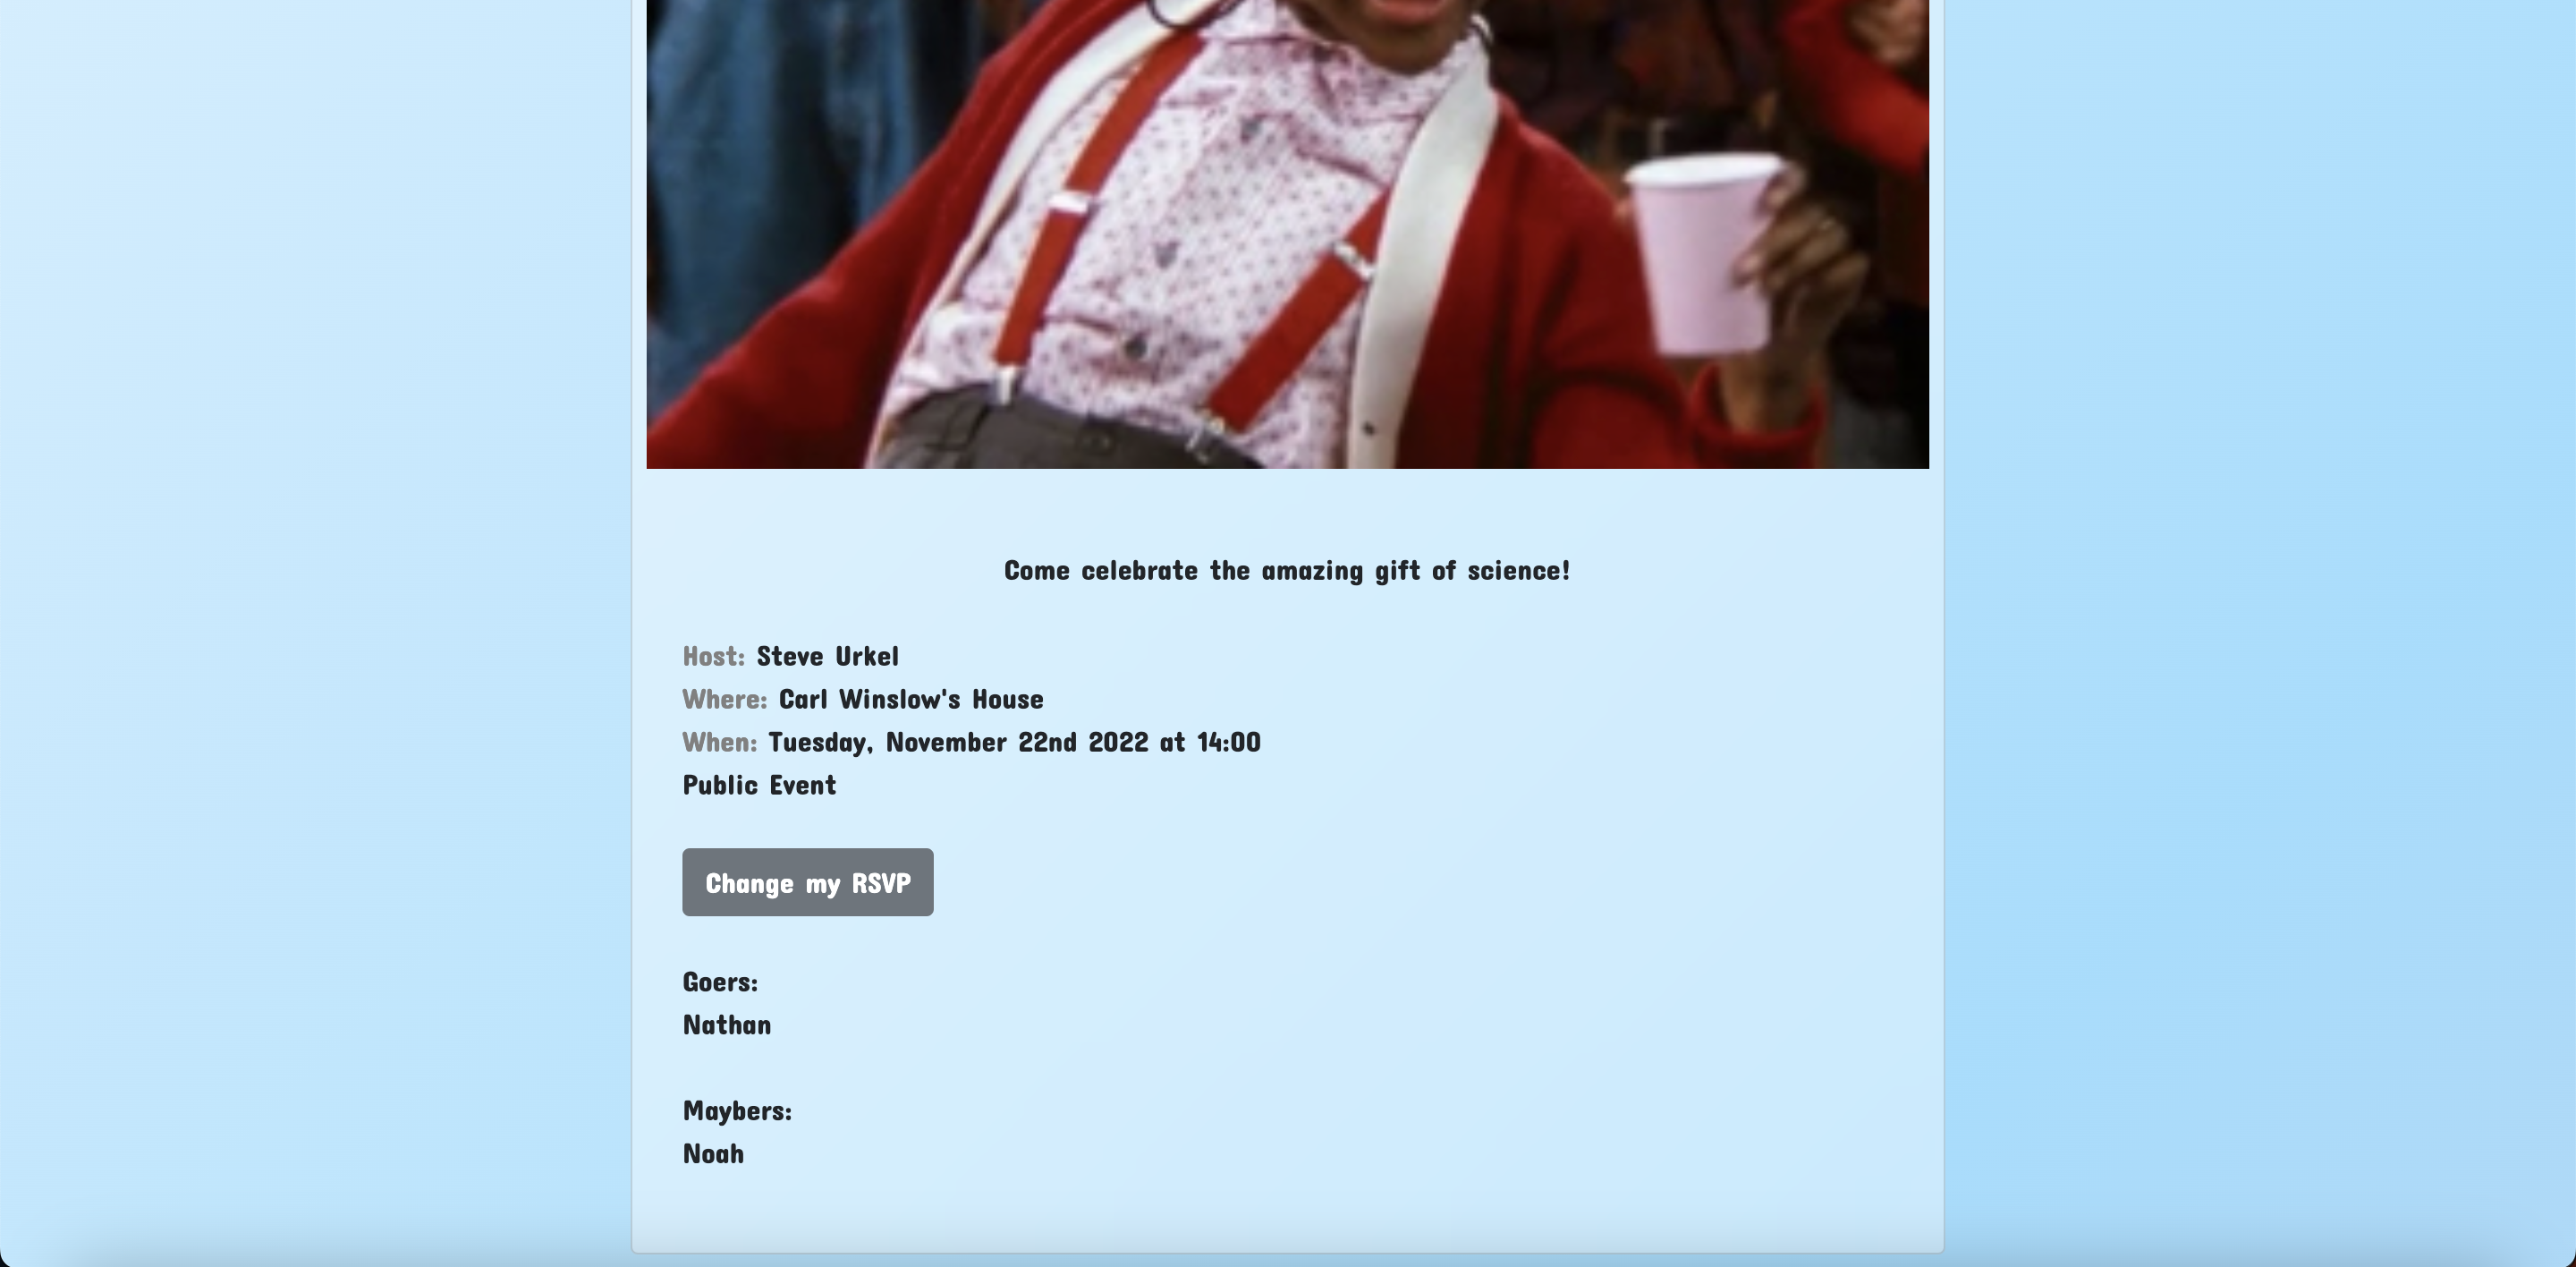 Come celebrate the amazing gift of science!
Host: Steve Urkel
Where: Carl Winslow's House
When: Tuesday, November 22nd 2022 at 14:00
Public Event
Change my RSVP
Goers:
Nathan
Maybers:
Noah